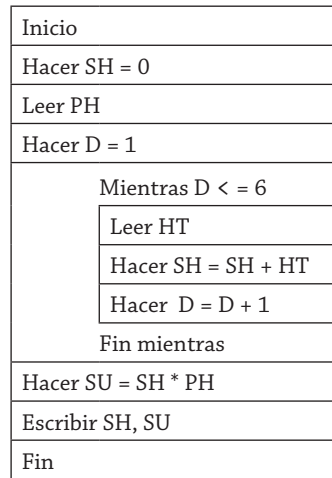 Inicio
Hacer SH = 0
Leer PH
Hacer D = 1
Mientras D < = 6
Leer HT
Hacer SH = SH + HT
Hacer D = D + 1
Fin mientras
Hacer SU = SH * PH
Escribir SH, SU
Fin